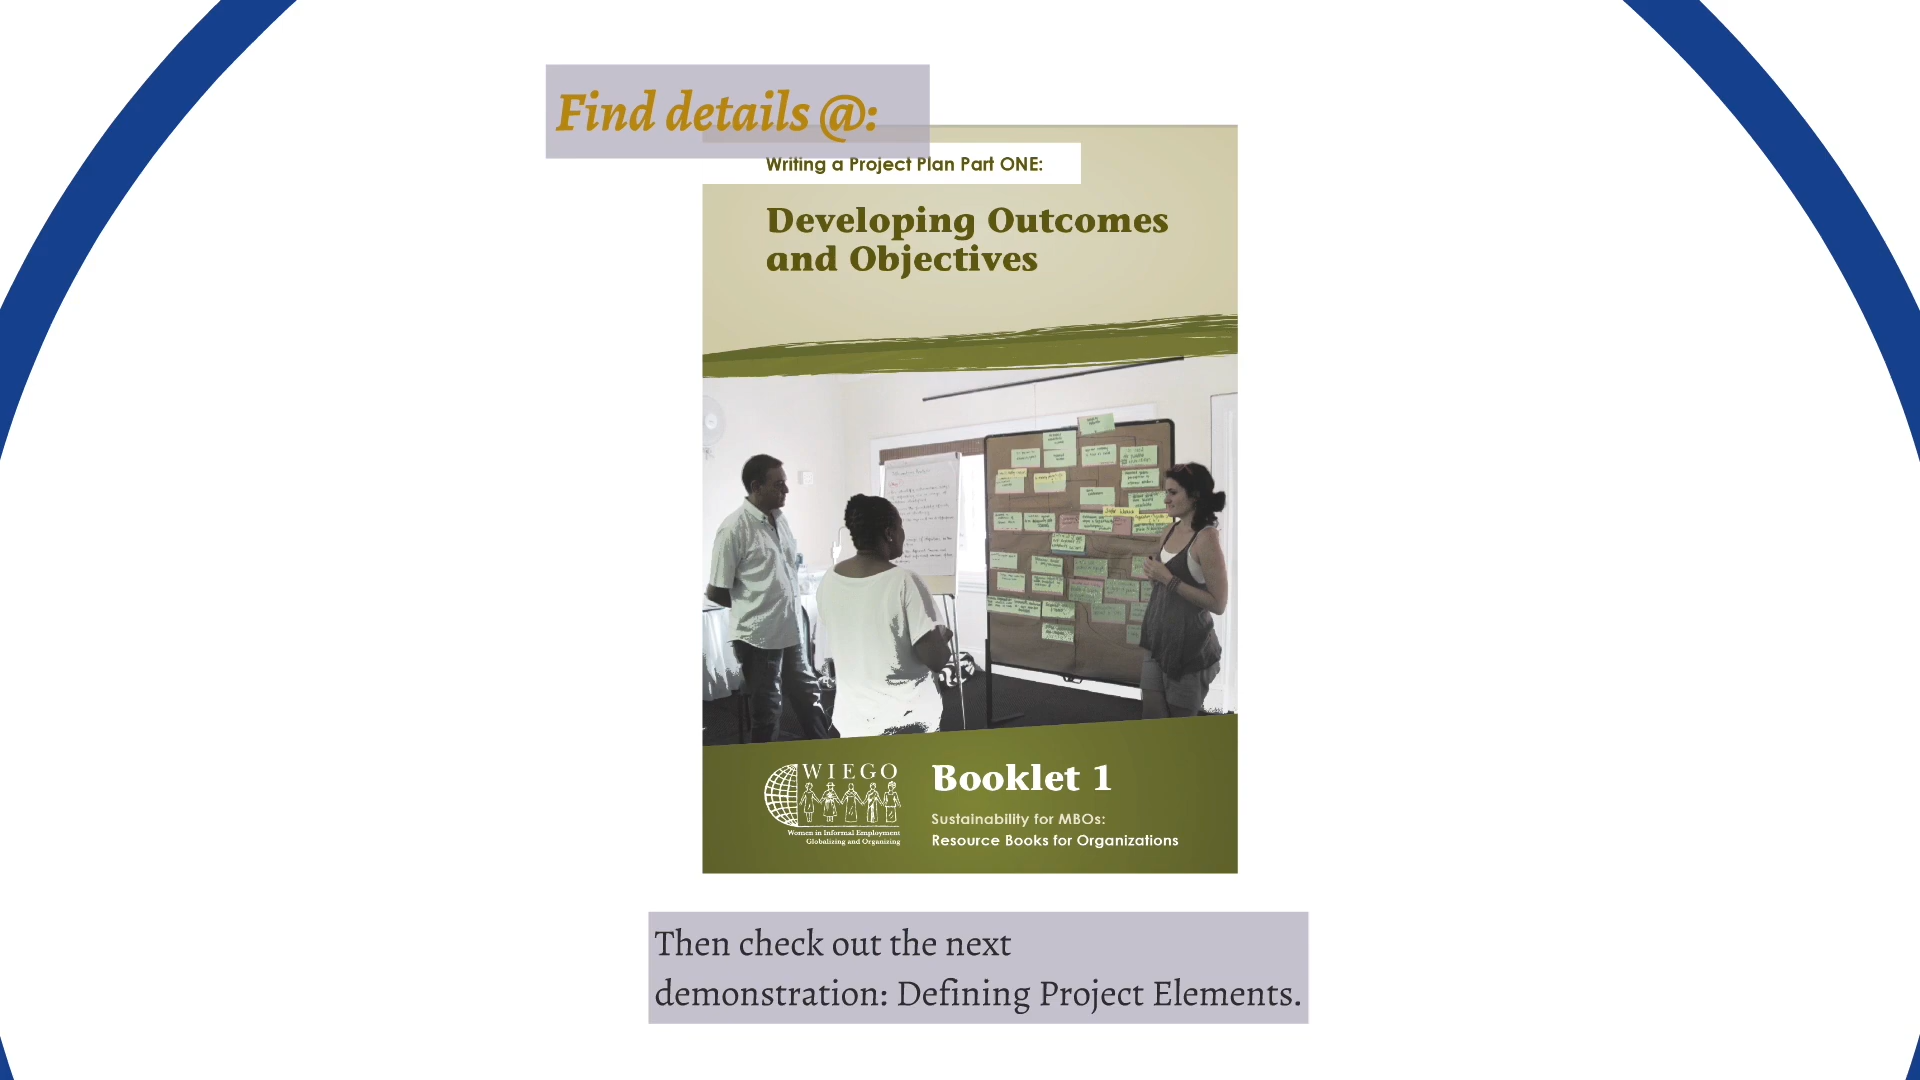 Find details @:
Writing a Project Plan Part ONE:
Developing Outcomes
and Objectives
WIEGO
Women in Informal Employment
Globalizing and Organizing
Booklet 1
Sustainability for MBOs:
Resource Books for Organizations
Then check out the next
demonstration: Defining Project Elements.